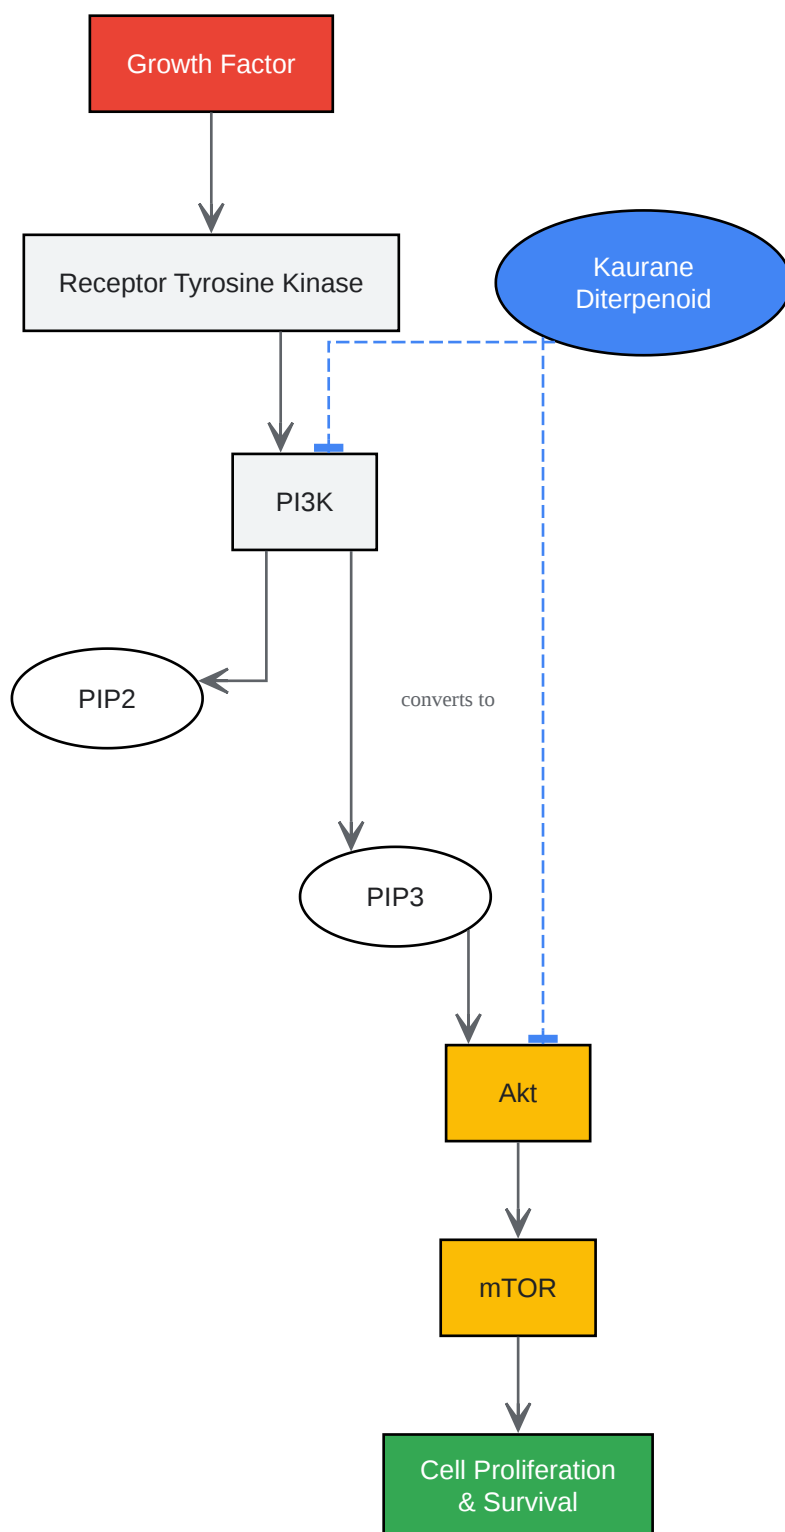 Growth Factor
Receptor Tyrosine Kinase
Kaurane
Diterpenoid
PI3K
PIP2
converts to
PIP3
Akt
mTOR
Cell Proliferation
& Survival